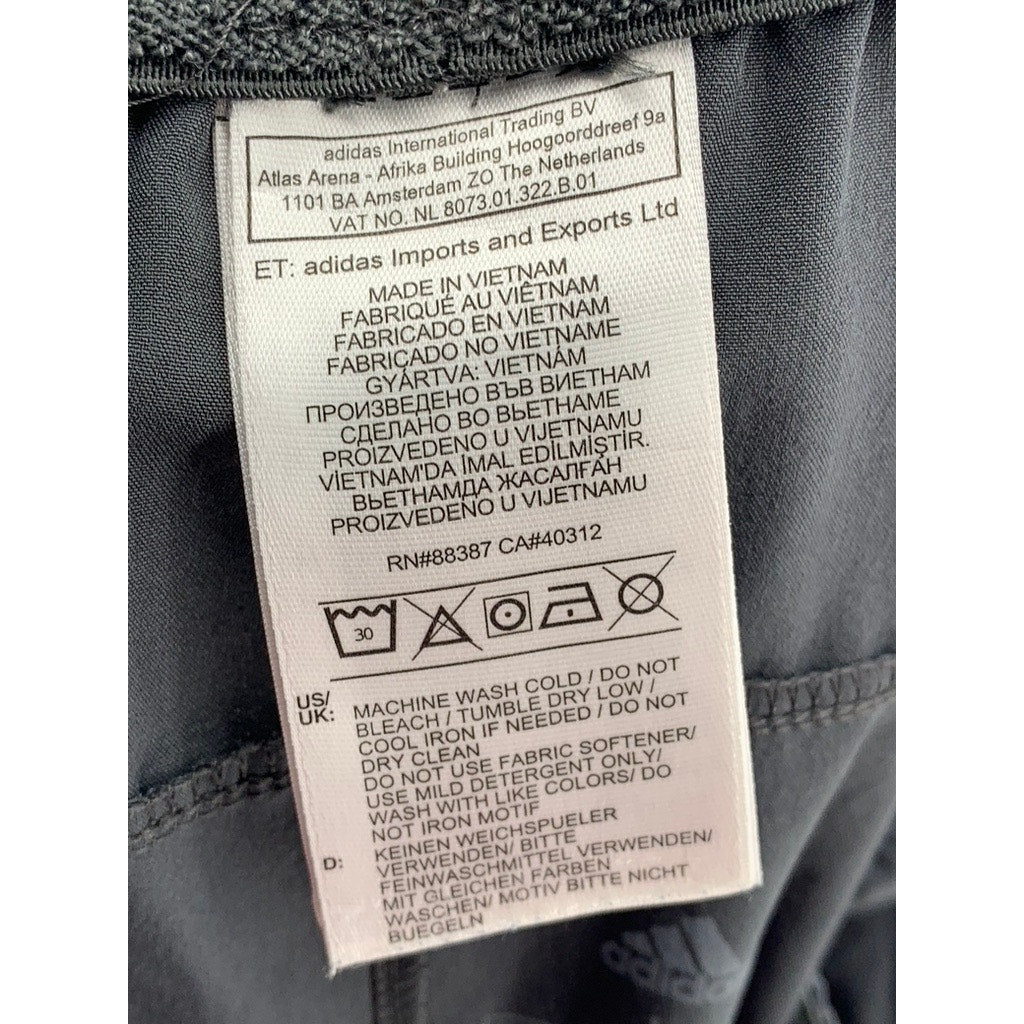 adidas International Trading BV
Atlas Arena - Afrika Building Hoogoorddreef 9a
1101 BA Amsterdam ZO The Netherlands
VAT NO. NL 8073.01.322.B.01
ET: adidas Imports and Exports Ltd
MADE IN VIETNAM
FABRIQUÉ AU VIÊTNAM
FABRICADO EN VIETNAM
FABRICADO NO VIETNAME
GYÁRTVA: VIETNÁM
ПРОИЗВЕДЕНО ВЪВ ВИЕТНАМ
СДЕЛАНО ВО ВЬЕТНАМЕ
PROIZVEDENO U VIJETNAMU
VİETNAM'DA İMAL EDİLMİŞTİR.
ВЬЕТНАМДА ЖАСАЛҒАН
PROIZVEDENO U VIJETNAMU
RN#88387 CA#40312
30
US/
UK:
MACHINE WASH COLD / DO NOT
BLEACH / TUMBLE DRY LOW /
COOL IRON IF NEEDED / DO NOT
DRY CLEAN
DO NOT USE FABRIC SOFTENER/
USE MILD DETERGENT ONLY/
WASH WITH LIKE COLORS/ DO
NOT IRON MOTIF
D:
KEINEN WEICHSPUELER
VERWENDEN/ BITTE
FEINWASCHMITTEL VERWENDEN/
MIT GLEICHEN FARBEN
WASCHEN/ MOTIV BITTE NICHT
BUEGELN
adidas